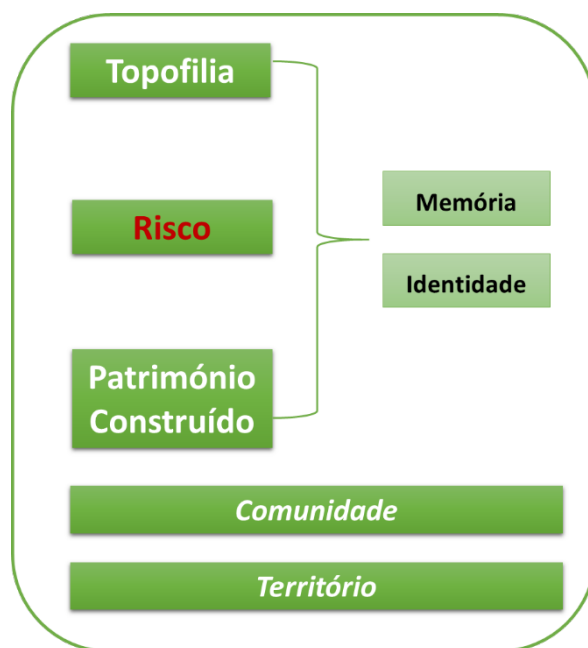 Topofilia
Risco
Memória
Identidade
Património
Construído
Comunidade
Território